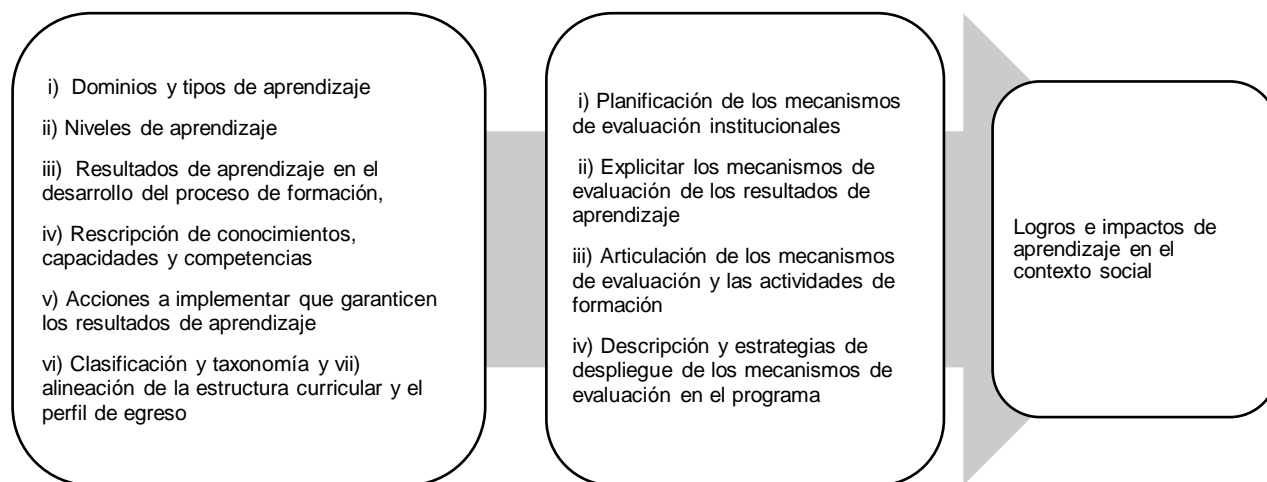 i) Dominios y tipos de aprendizaje
ii) Niveles de aprendizaje
iii) Resultados de aprendizaje en el
desarrollo del proceso de formación,
iv) Rescripción de conocimientos,
capacidades y competencias
v) Acciones a implementar que garanticen
los resultados de aprendizaje
vi) Clasificación y taxonomía y vii)
alineación de la estructura curricular y el
perfil de egreso
i) Planificación de los mecanismos
de evaluación institucionales
ii) Explicitar los mecanismos de
evaluación de los resultados de
aprendizaje
iii) Articulación de los mecanismos
de evaluación y las actividades de
formación
iv) Descripción y estrategias de
despliegue de los mecanismos de
evaluación en el programa
Logros e impactos de
aprendizaje en el
contexto social